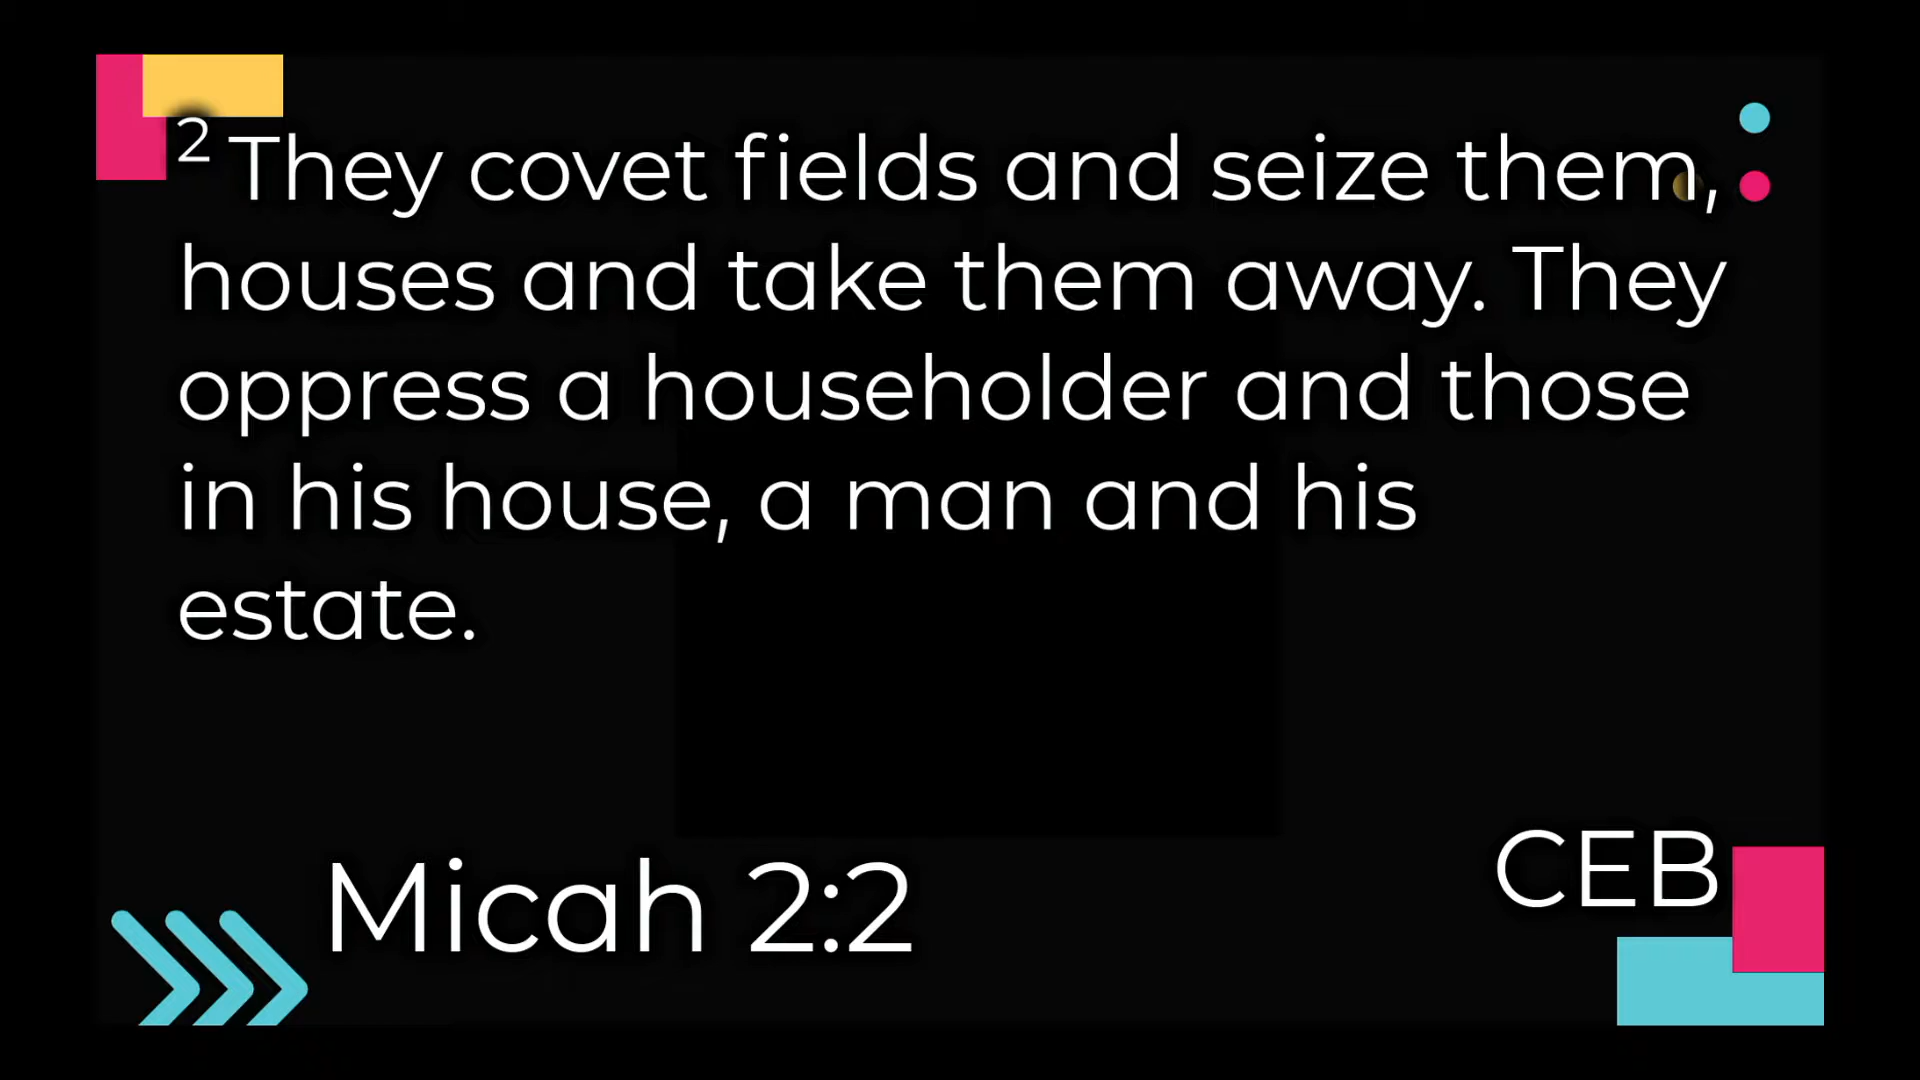 2 They covet fields and seize them,
houses and take them away. They
oppress a householder and those
in his house, a man and his
estate.
Micah 2:2
CEB